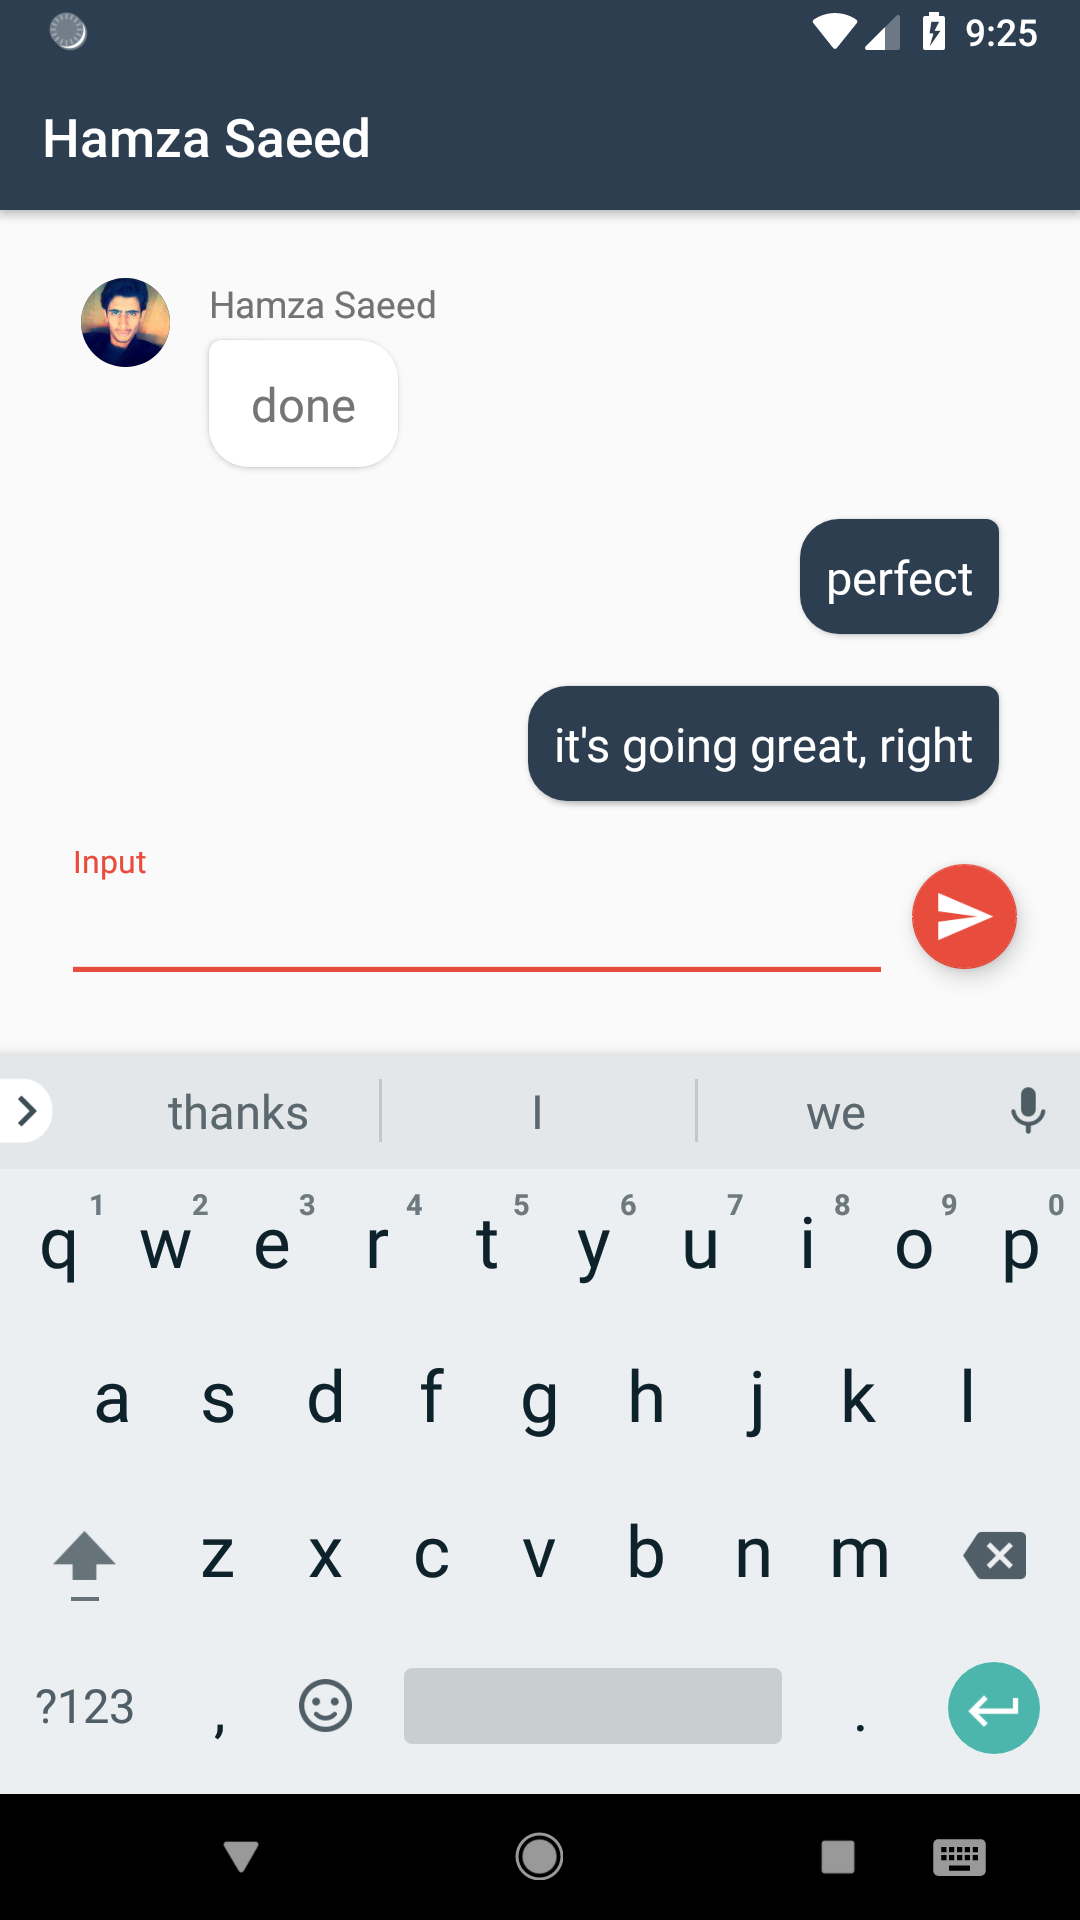 9:25
Hamza Saeed
Hamza Saeed
done
perfect
it's going great, right
Input
thanks I we
1 2 3 4 5 6 7 8 9 0
q w e r t y u i o p
a s d f g h j k l
z x c v b n m
?123 , .